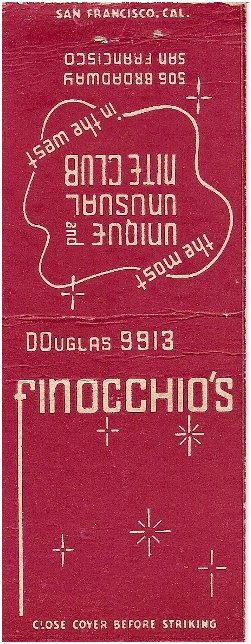 SAN FRANCISCO, CAL.
506 BROADWAY
SAN FRANCISCO
the most
UNIQUE and
UNUSUAL
NITE CLUB
in the west
DOUGLAS 9913
FINOCCHIO'S
CLOSE COVER BEFORE STRIKING